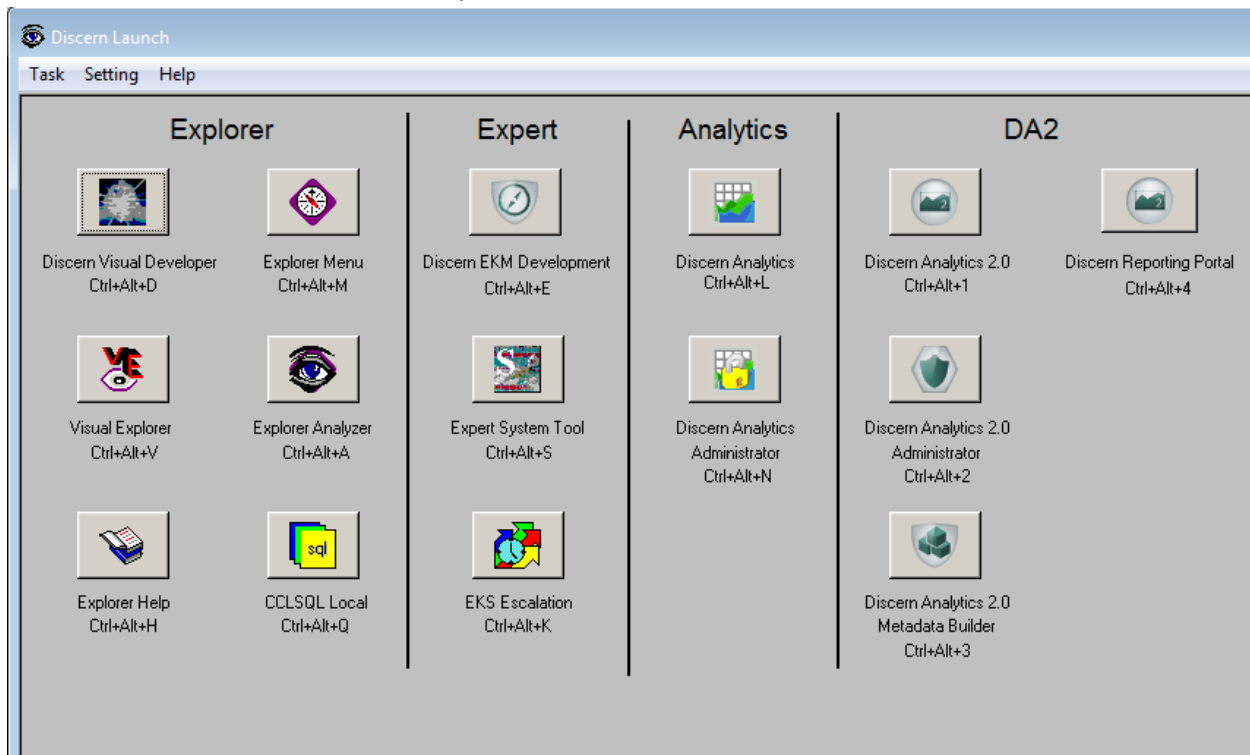 Discern Launch
Task Setting Help
Explorer
Discern Visual Developer
Ctrl+Alt+D
Explorer Menu
Ctrl+Alt+M
VE
Visual Explorer
Ctrl+Alt+V
Explorer Analyzer
Ctrl+Alt+A
Explorer Help
Ctrl+Alt+H
sql
CCLSQL Local
Ctrl+Alt+Q
Expert
Discern EKM Development
Ctrl+Alt+E
S
Expert System Tool
Ctrl+Alt+S
EKS Escalation
Ctrl+Alt+K
Analytics
Discern Analytics
Ctrl+Alt+L
Discern Analytics
Administrator
Ctrl+Alt+N
DA2
2
Discern Analytics 2.0
Ctrl+Alt+1
2
Discern Reporting Portal
Ctrl+Alt+4
Discern Analytics 2.0
Administrator
Ctrl+Alt+2
Discern Analytics 2.0
Metadata Builder
Ctrl+Alt+3